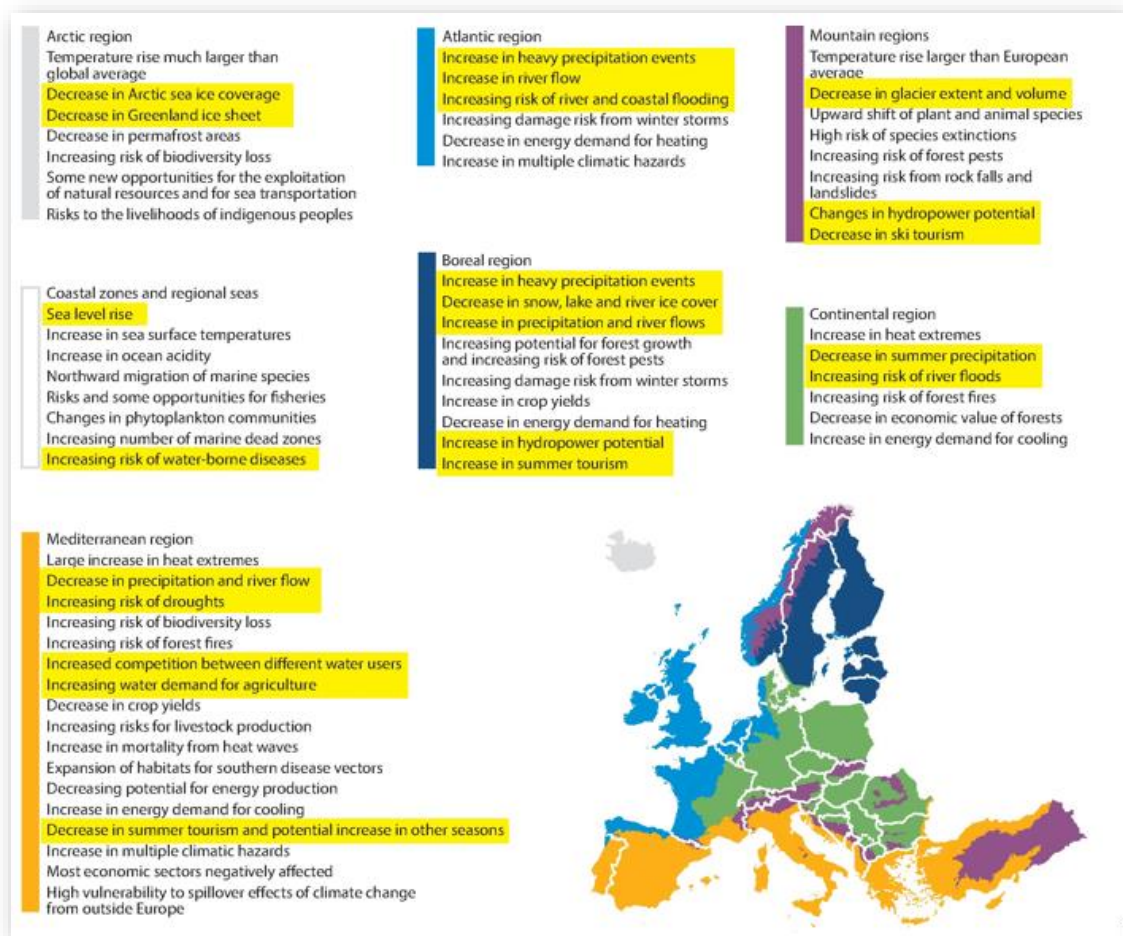 Arctic region
Temperature rise much larger than
global average
Decrease in Arctic sea ice coverage
Decrease in Greenland ice sheet
Decrease in permafrost areas
Increasing risk of biodiversity loss
Some new opportunities for the exploitation
of natural resources and for sea transportation
Risks to the livelihoods of indigenous peoples
Atlantic region
Increase in heavy precipitation events
Increase in river flow
Increasing risk of river and coastal flooding
Increasing damage risk from winter storms
Decrease in energy demand for heating
Increase in multiple climatic hazards
Mountain regions
Temperature rise larger than European
average
Decrease in glacier extent and volume
Upward shift of plant and animal species
High risk of species extinctions
Increasing risk of forest pests
Increasing risk from rock falls and
landslides
Changes in hydropower potential
Decrease in ski tourism
Coastal zones and regional seas
Sea level rise
Increase in sea surface temperatures
Increase in ocean acidity
Northward migration of marine species
Risks and some opportunities for fisheries
Changes in phytoplankton communities
Increasing number of marine dead zones
Increasing risk of water-borne diseases
Boreal region
Increase in heavy precipitation events
Decrease in snow, lake and river ice cover
Increase in precipitation and river flows
Increasing potential for forest growth
and increasing risk of forest pests
Increasing damage risk from winter storms
Increase in crop yields
Decrease in energy demand for heating
Increase in hydropower potential
Increase in summer tourism
Continental region
Increase in heat extremes
Decrease in summer precipitation
Increasing risk of river floods
Increasing risk of forest fires
Decrease in economic value of forests
Increase in energy demand for cooling
Mediterranean region
Large increase in heat extremes
Decrease in precipitation and river flow
Increasing risk of droughts
Increasing risk of biodiversity loss
Increasing risk of forest fires
Increased competition between different water users
Increasing water demand for agriculture
Decrease in crop yields
Increasing risks for livestock production
Increase in mortality from heat waves
Expansion of habitats for southern disease vectors
Decreasing potential for energy production
Increase in energy demand for cooling
Decrease in summer tourism and potential increase in other seasons
Increase in multiple climatic hazards
Most economic sectors negatively affected
High vulnerability to spillover effects of climate change
from outside Europe